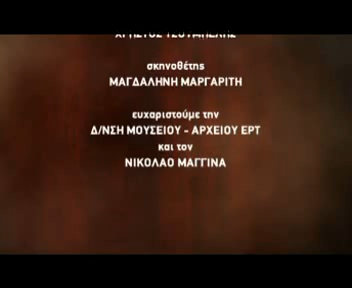 σκηνοθέτης
ΜΑΓΔΑΛΗΝΗ ΜΑΡΓΑΡΙΤΗ
ευχαριστούμε την
Δ/ΝΣΗ ΜΟΥΣΕΙΟΥ - ΑΡΧΕΙΟΥ ΕΡΤ
και τον
ΝΙΚΟΛΑΟ ΜΑΓΓΙΝΑ